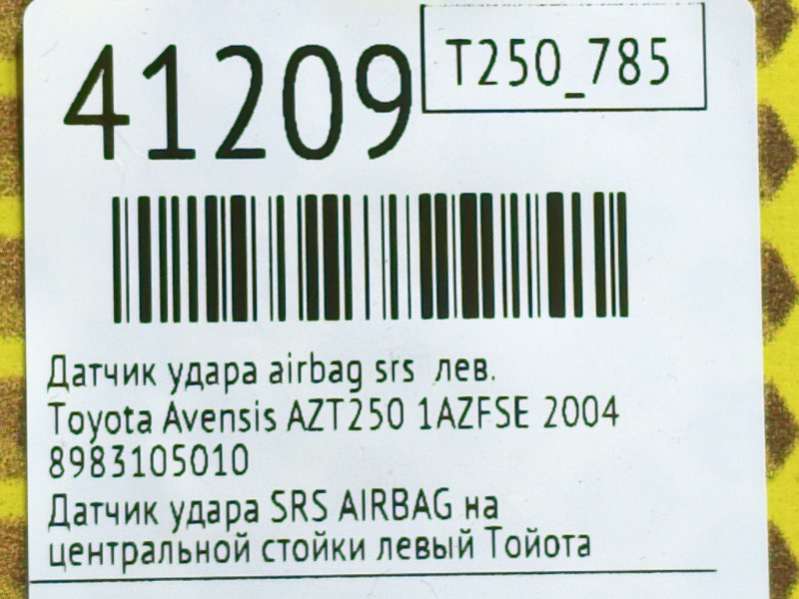 41209
T250_785
Датчик удара airbag srs лев.
Toyota Avensis AZT250 1AZFSE 2004
8983105010
Датчик удара SRS AIRBAG на
центральной стойки левый Тойота